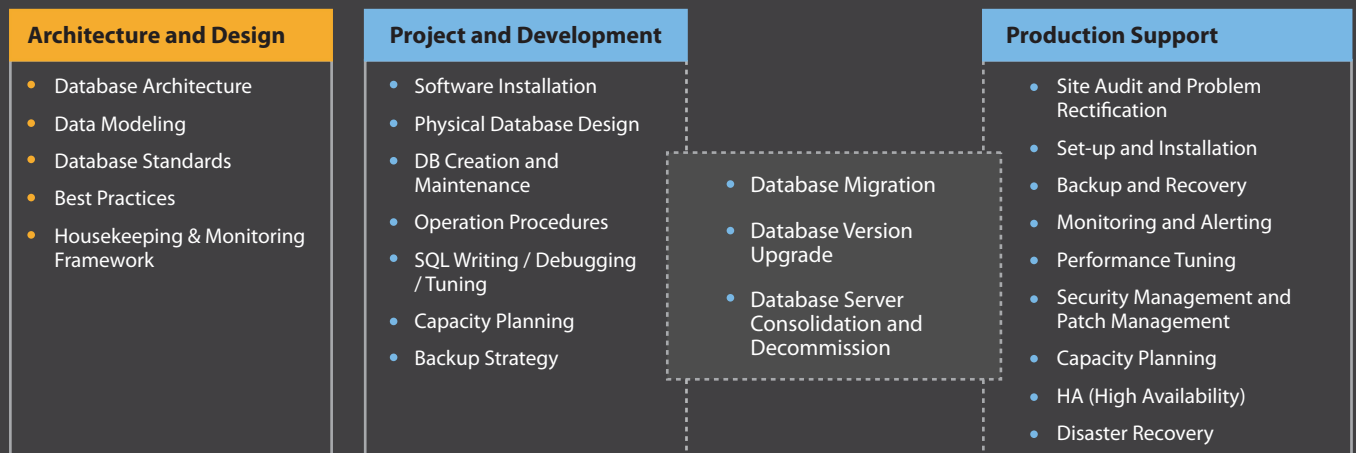 Architecture and Design
Database Architecture
Data Modeling
Database Standards
Best Practices
Housekeeping & Monitoring
Framework
Project and Development
Software Installation
Physical Database Design
DB Creation and
Maintenance
Operation Procedures
SQL Writing / Debugging
/ Tuning
Capacity Planning
Backup Strategy
Database Migration
Database Version
Upgrade
Database Server
Consolidation and
Decommission
Production Support
Site Audit and Problem
Rectification
Set-up and Installation
Backup and Recovery
Monitoring and Alerting
Performance Tuning
Security Management and
Patch Management
Capacity Planning
HA (High Availability)
Disaster Recovery